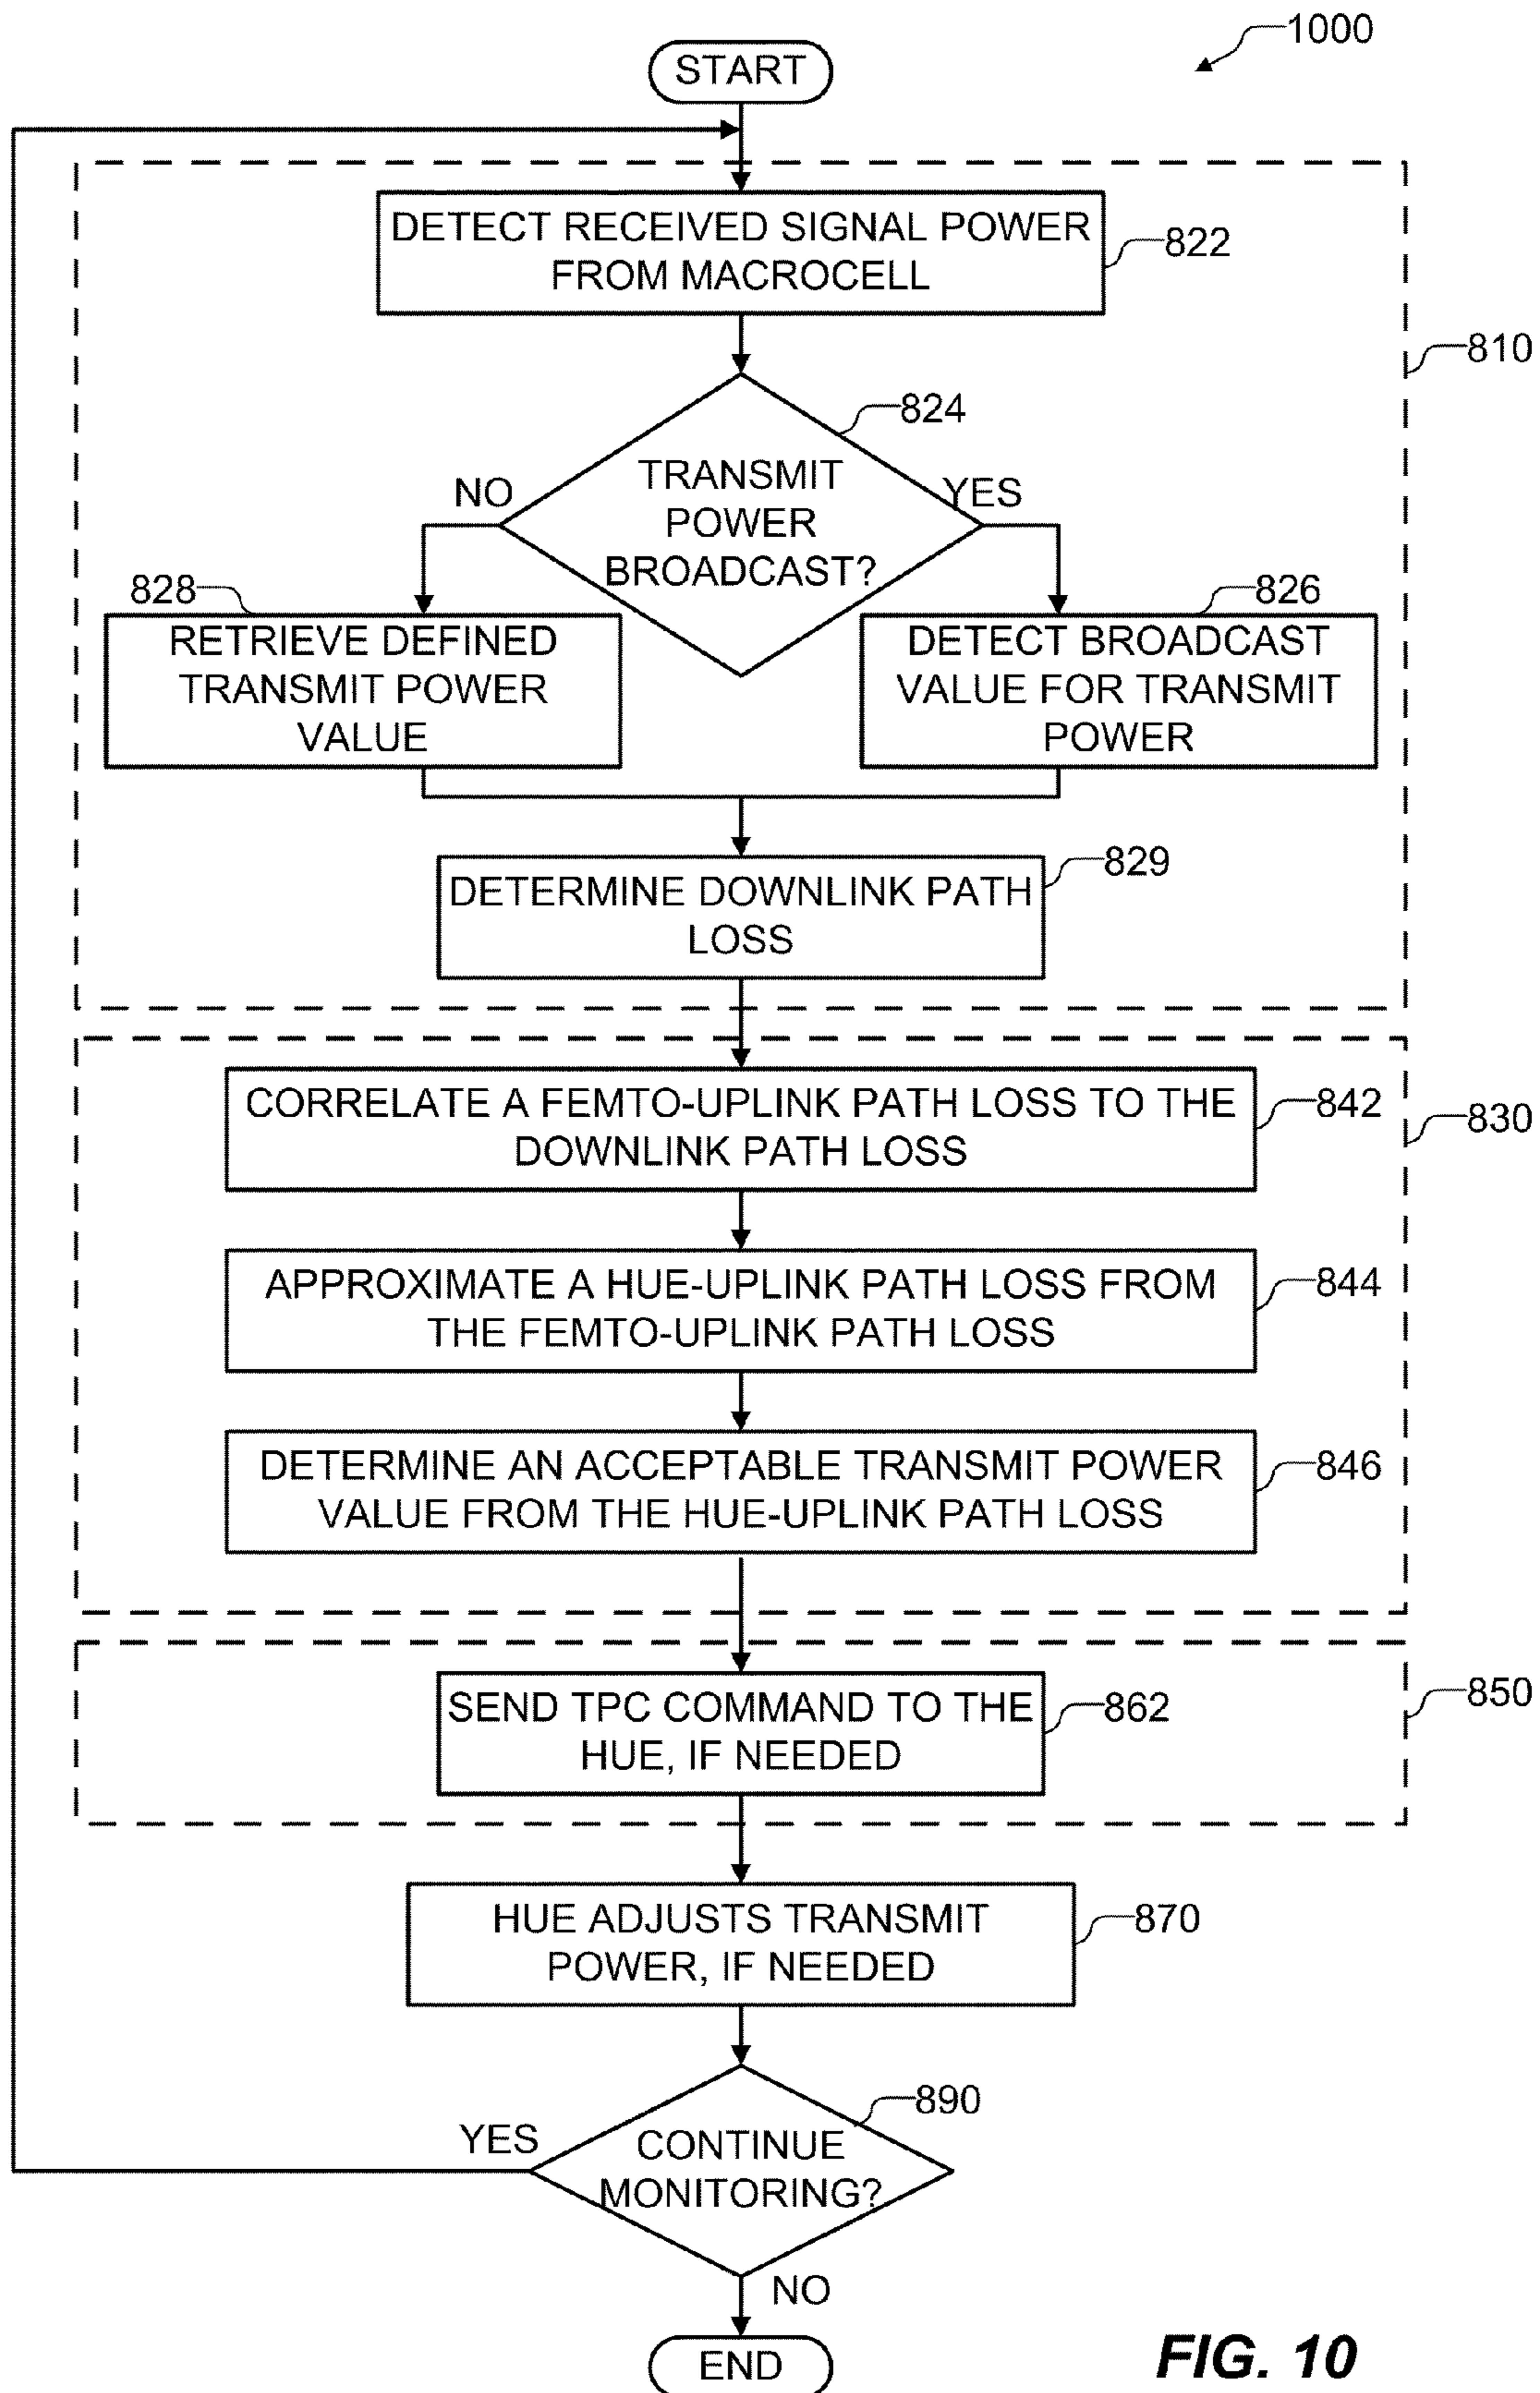 1000
START
DETECT RECEIVED SIGNAL POWER
FROM MACROCELL
822
810
824
TRANSMIT
POWER
BROADCAST?
NO
YES
828
RETRIEVE DEFINED
TRANSMIT POWER
VALUE
826
DETECT BROADCAST
VALUE FOR TRANSMIT
POWER
829
DETERMINE DOWNLINK PATH
LOSS
CORRELATE A FEMTO-UPLINK PATH LOSS TO THE
DOWNLINK PATH LOSS
842
830
APPROXIMATE A HUE-UPLINK PATH LOSS FROM
THE FEMTO-UPLINK PATH LOSS
844
DETERMINE AN ACCEPTABLE TRANSMIT POWER
VALUE FROM THE HUE-UPLINK PATH LOSS
846
SEND TPC COMMAND TO THE
HUE, IF NEEDED
862
850
HUE ADJUSTS TRANSMIT
POWER, IF NEEDED
870
890
YES
CONTINUE
MONITORING?
NO
END
FIG. 10